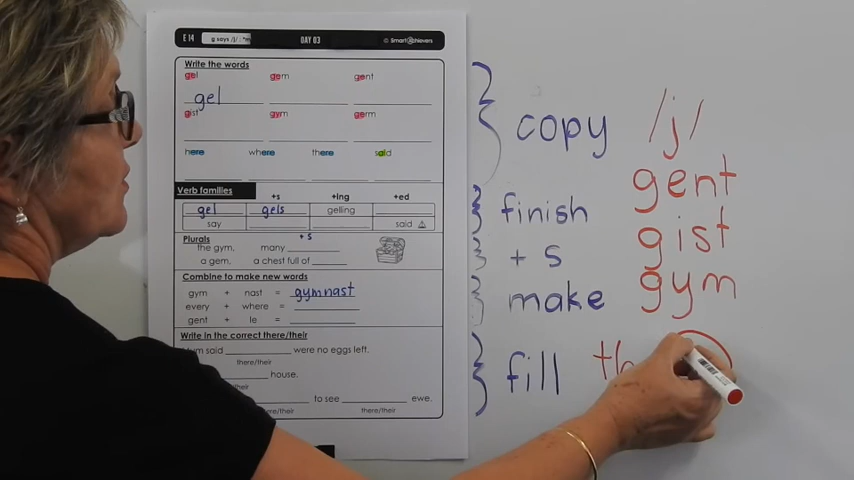 E 14 g says /j/ DAY 03 © SmartAchievers
Write the words
gel gem gent
gel
gist gym germ
here where there said
Verb families +s +ing +ed
gel gels gelling
say said
+ s
Plurals
the gym, many
a gem, a chest full of
Combine to make new words
gym + nast = gymnast
every + where =
gent + le =
Write in the correct there/their
said were no eggs left.
there/their
house.
to see ewe.
there/their there/their
copy
finish
+ s
make
fill
/j/
gent
gist
gym
th